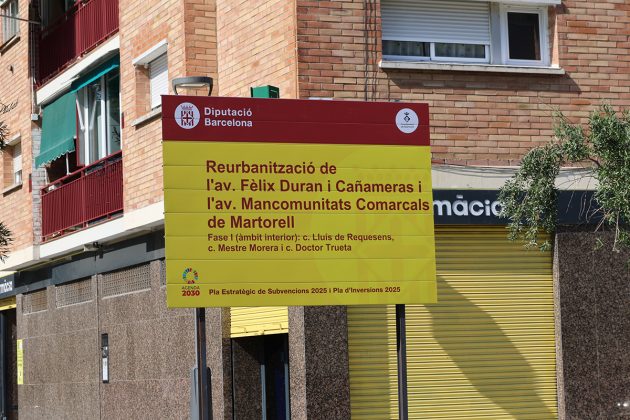 Diputació
Barcelona
Reurbanització de
l'av. Fèlix Duran i Cañameras i
l'av. Mancomunitats Comarcals
de Martorell
Fase I (àmbit interior): c. Lluís de Requesens,
c. Mestre Morera i c. Doctor Trueta
AGENDA
2030
Pla Estratègic de Subvencions 2025 i Pla d'Inversions 2025
màcia